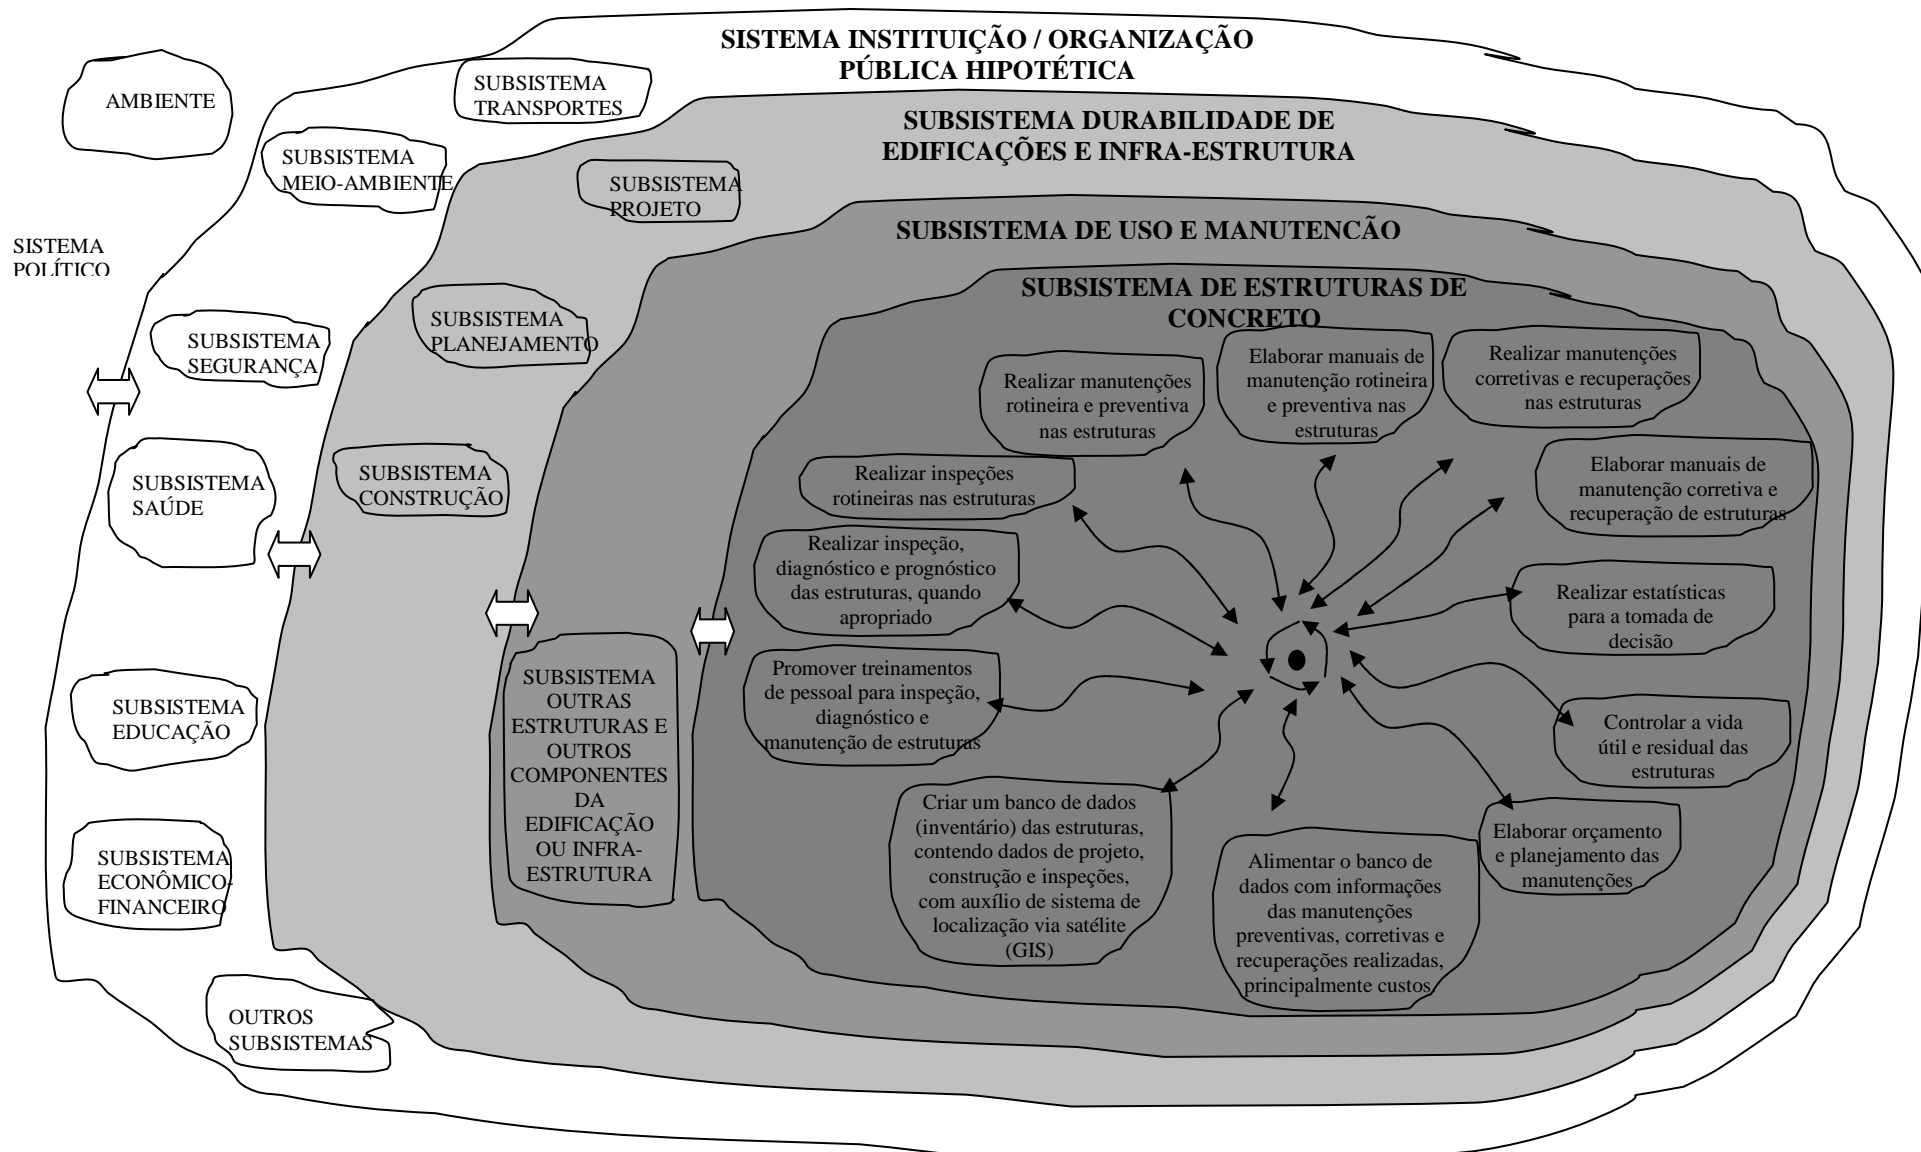 SISTEMA INSTITUIÇÃO / ORGANIZAÇÃO
PÚBLICA HIPOTÉTICA
AMBIENTE
SUBSISTEMA
TRANSPORTES
SUBSISTEMA DURABILIDADE DE
EDIFICAÇÕES E INFRA-ESTRUTURA
SUBSISTEMA
MEIO-AMBIENTE
SUBSISTEMA
PROJETO
SISTEMA
POLÍTICO
SUBSISTEMA DE USO E MANUTENCÃO
SUBSISTEMA DE ESTRUTURAS DE
CONCRETO
SUBSISTEMA
SEGURANÇA
SUBSISTEMA
PLANEJAMENTO
Realizar manutenções
rotineira e preventiva
nas estruturas
Elaborar manuais de
manutenção rotineira
e preventiva nas
estruturas
Realizar manutenções
corretivas e recuperações
nas estruturas
SUBSISTEMA
SAÚDE
SUBSISTEMA
CONSTRUÇÃO
Realizar inspeções
rotineiras nas estruturas
Elaborar manuais de
manutenção corretiva e
recuperação de estruturas
Realizar inspeção,
diagnóstico e prognóstico
das estruturas, quando
apropriado
Realizar estatísticas
para a tomada de
decisão
SUBSISTEMA
EDUCAÇÃO
SUBSISTEMA
OUTRAS
ESTRUTURAS E
OUTROS
COMPONENTES
DA
EDIFICAÇÃO
OU INFRA-
ESTRUTURA
Promover treinamentos
de pessoal para inspeção,
diagnóstico e
manutenção de estruturas
Controlar a vida
útil e residual das
estruturas
SUBSISTEMA
ECONÔMICO-
FINANCEIRO
Criar um banco de dados
(inventário) das estruturas,
contendo dados de projeto,
construção e inspeções,
com auxílio de sistema de
localização via satélite
(GIS)
Alimentar o banco de
dados com informações
das manutenções
preventivas, corretivas e
recuperações realizadas,
principalmente custos.
Elaborar orçamento
e planejamento das
manutenções
OUTROS
SUBSISTEMAS